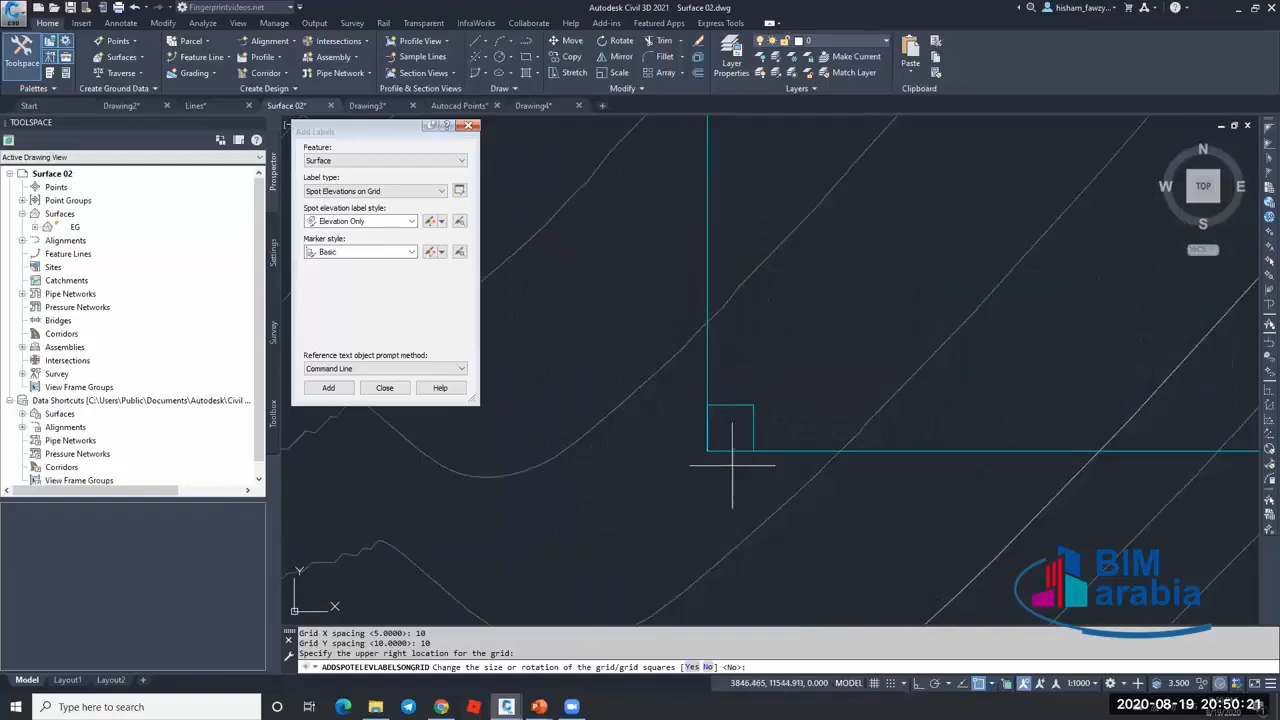 C3D
Fingerprintvideos.net
Autodesk Civil 3D 2021 Surface 02.dwg
hisham_fawzy...
Home Insert Annotate Modify Analyze View Manage Output Survey Rail Transparent InfraWorks Collaborate Help Add-ins Featured Apps Express Tools
Toolspace
Points Parcel Alignment Intersections Profile View Move Rotate Trim 0
Surfaces Feature Line Profile Assembly Sample Lines Copy Mirror Fillet Make Current
Traverse Grading Corridor Pipe Network Section Views Stretch Scale Array Match Layer
Layer Properties
Paste
Palettes Create Ground Data Create Design Profile & Section Views Draw Modify Layers Clipboard
Start Drawing2* Lines* Surface 02* Drawing3* Autocad Points* Drawing4*
TOOLSPACE
Active Drawing View
Surface 02
Points
Point Groups
Surfaces
EG
Alignments
Feature Lines
Sites
Catchments
Pipe Networks
Pressure Networks
Bridges
Corridors
Assemblies
Intersections
Survey
View Frame Groups
Data Shortcuts [C:\Users\Public\Documents\Autodesk\Civil ...
Surfaces
Alignments
Pipe Networks
Pressure Networks
Corridors
View Frame Groups
Prospector
Settings
Survey
Toolbox
Add Labels
Feature:
Surface
Label type:
Spot Elevations on Grid
Spot elevation label style:
Elevation Only
Marker style:
Basic
Reference text object prompt method:
Command Line
Add Close Help
N
W TOP E
S
WCS
Y
X
BIM
arabia
Grid X spacing <5.0000>: 10
Grid Y spacing <10.0000>: 10
Specify the upper right location for the grid:
ADDSPOTELEVLABELSONGRID Change the size or rotation of the grid/grid squares [Yes No] <No>:
Model Layout1 Layout2
3846.465, 11544.913, 0.000 MODEL 1:1000 3.500
Type here to search
2020-08-19 20:50:21